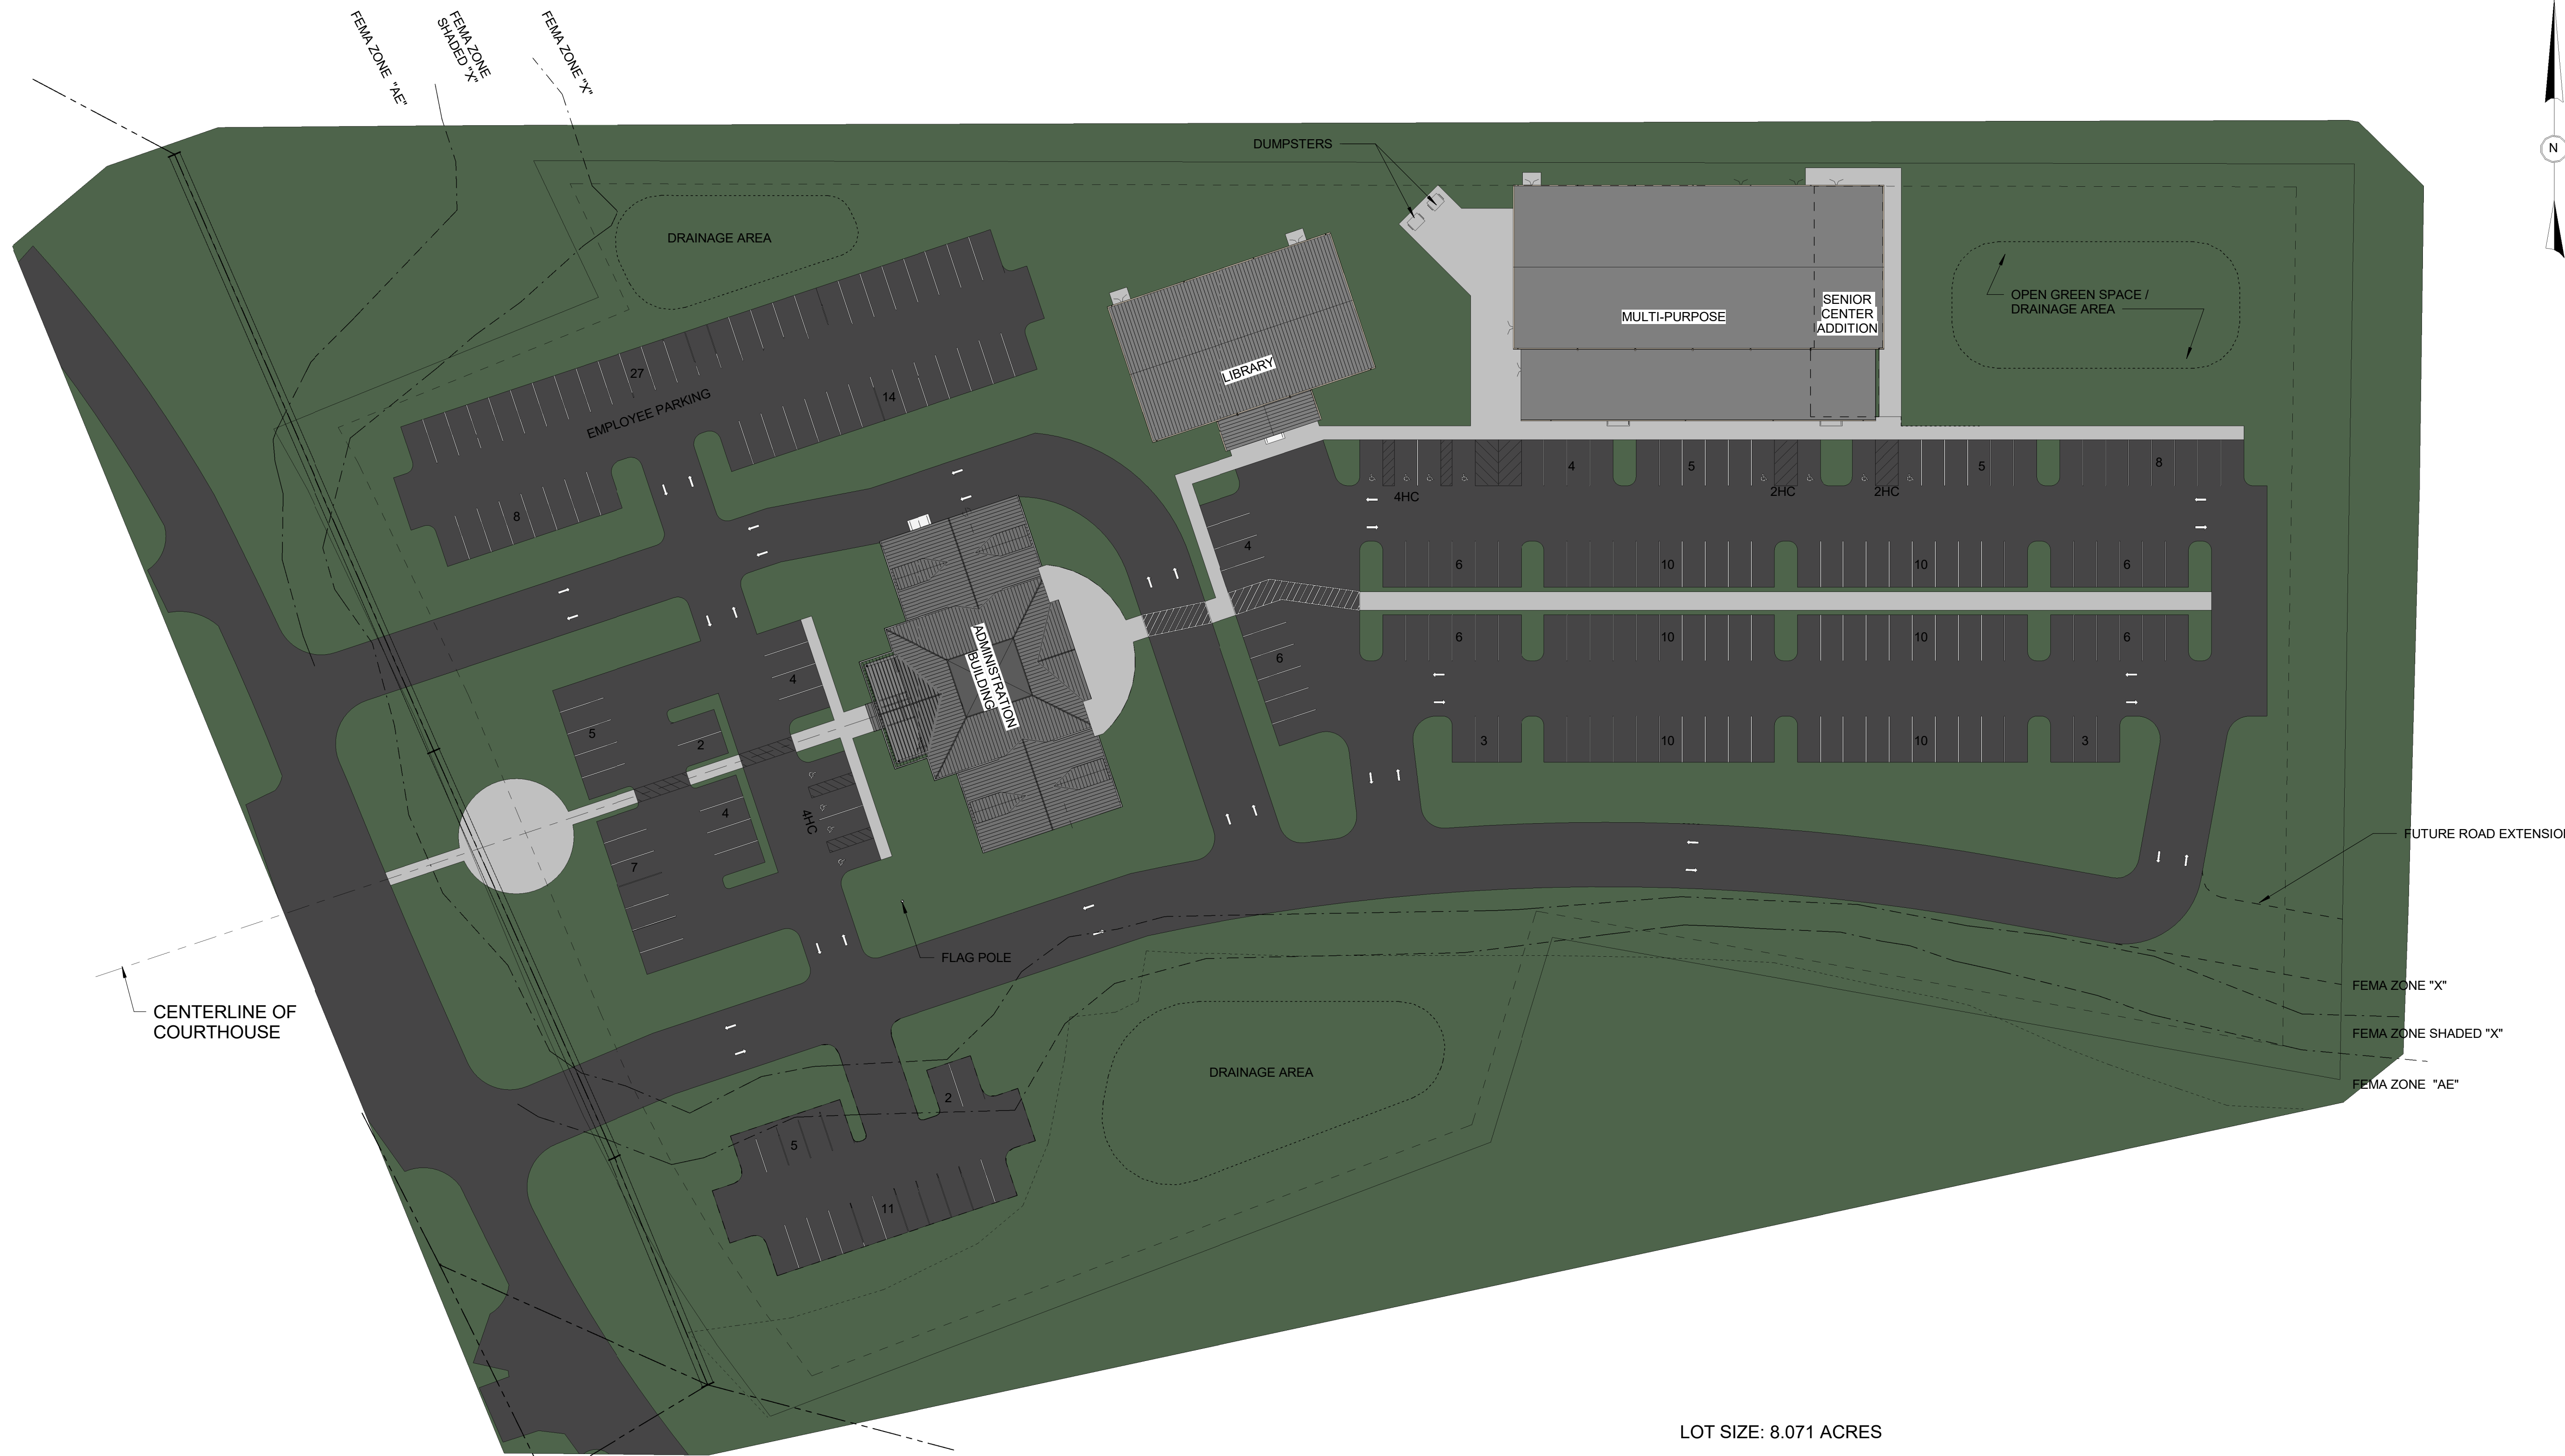 FEMA ZONE "AE"
FEMA ZONE
SHADED "X"
FEMA ZONE "X"
N
DUMPSTERS
DRAINAGE AREA
OPEN GREEN SPACE /
DRAINAGE AREA
SENIOR
CENTER
ADDITION
MULTI-PURPOSE
LIBRARY
27
EMPLOYEE PARKING
14
8
4
5
5
8
4HC
2HC
2HC
4
6
10
10
6
6
6
10
10
6
3
10
10
3
ADMINISTRATION
BUILDING
4
5
2
4
4HC
7
FLAG POLE
FUTURE ROAD EXTENSION
CENTERLINE OF
COURTHOUSE
FEMA ZONE "X"
FEMA ZONE SHADED "X"
FEMA ZONE "AE"
DRAINAGE AREA
2
5
11
LOT SIZE: 8.071 ACRES